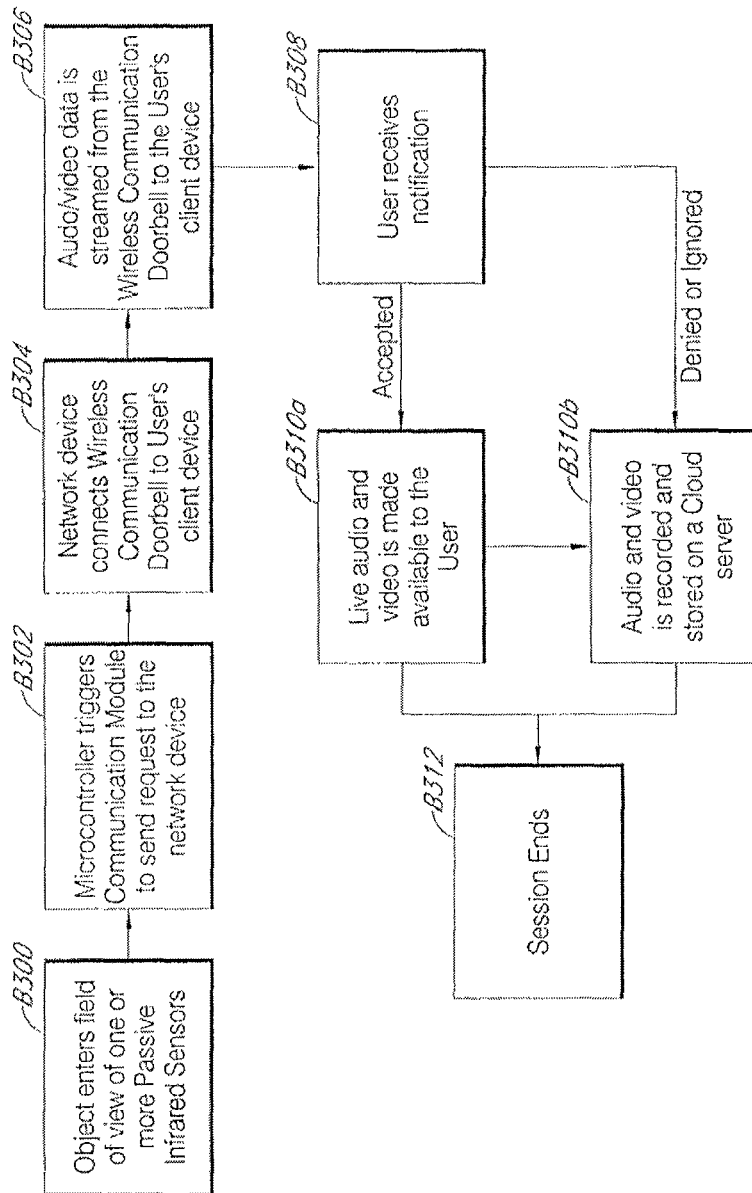 B300
Object enters field
of view of one or
more Passive
Infrared Sensors
B302
Microcontroller triggers
Communication Module
to send request to the
network device
B304
Network device
connects Wireless
Communication
Doorbell to User's
client device
B306
Audo/video data is
streamed from the
Wireless Communication
Doorbell to the User's
client device
B308
User receives
notification
Accepted
Denied or Ignored
B310a
Live audio and
video is made
available to the
User
B310b
Audio and video
is recorded and
stored on a Cloud
server
B312
Session Ends